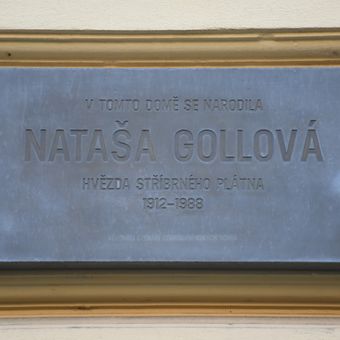 V TOMTO DOMĚ SE NARODILA
NATAŠA GOLLOVÁ
HVĚZDA STŘÍBRNÉHO PLÁTNA
1912-1988